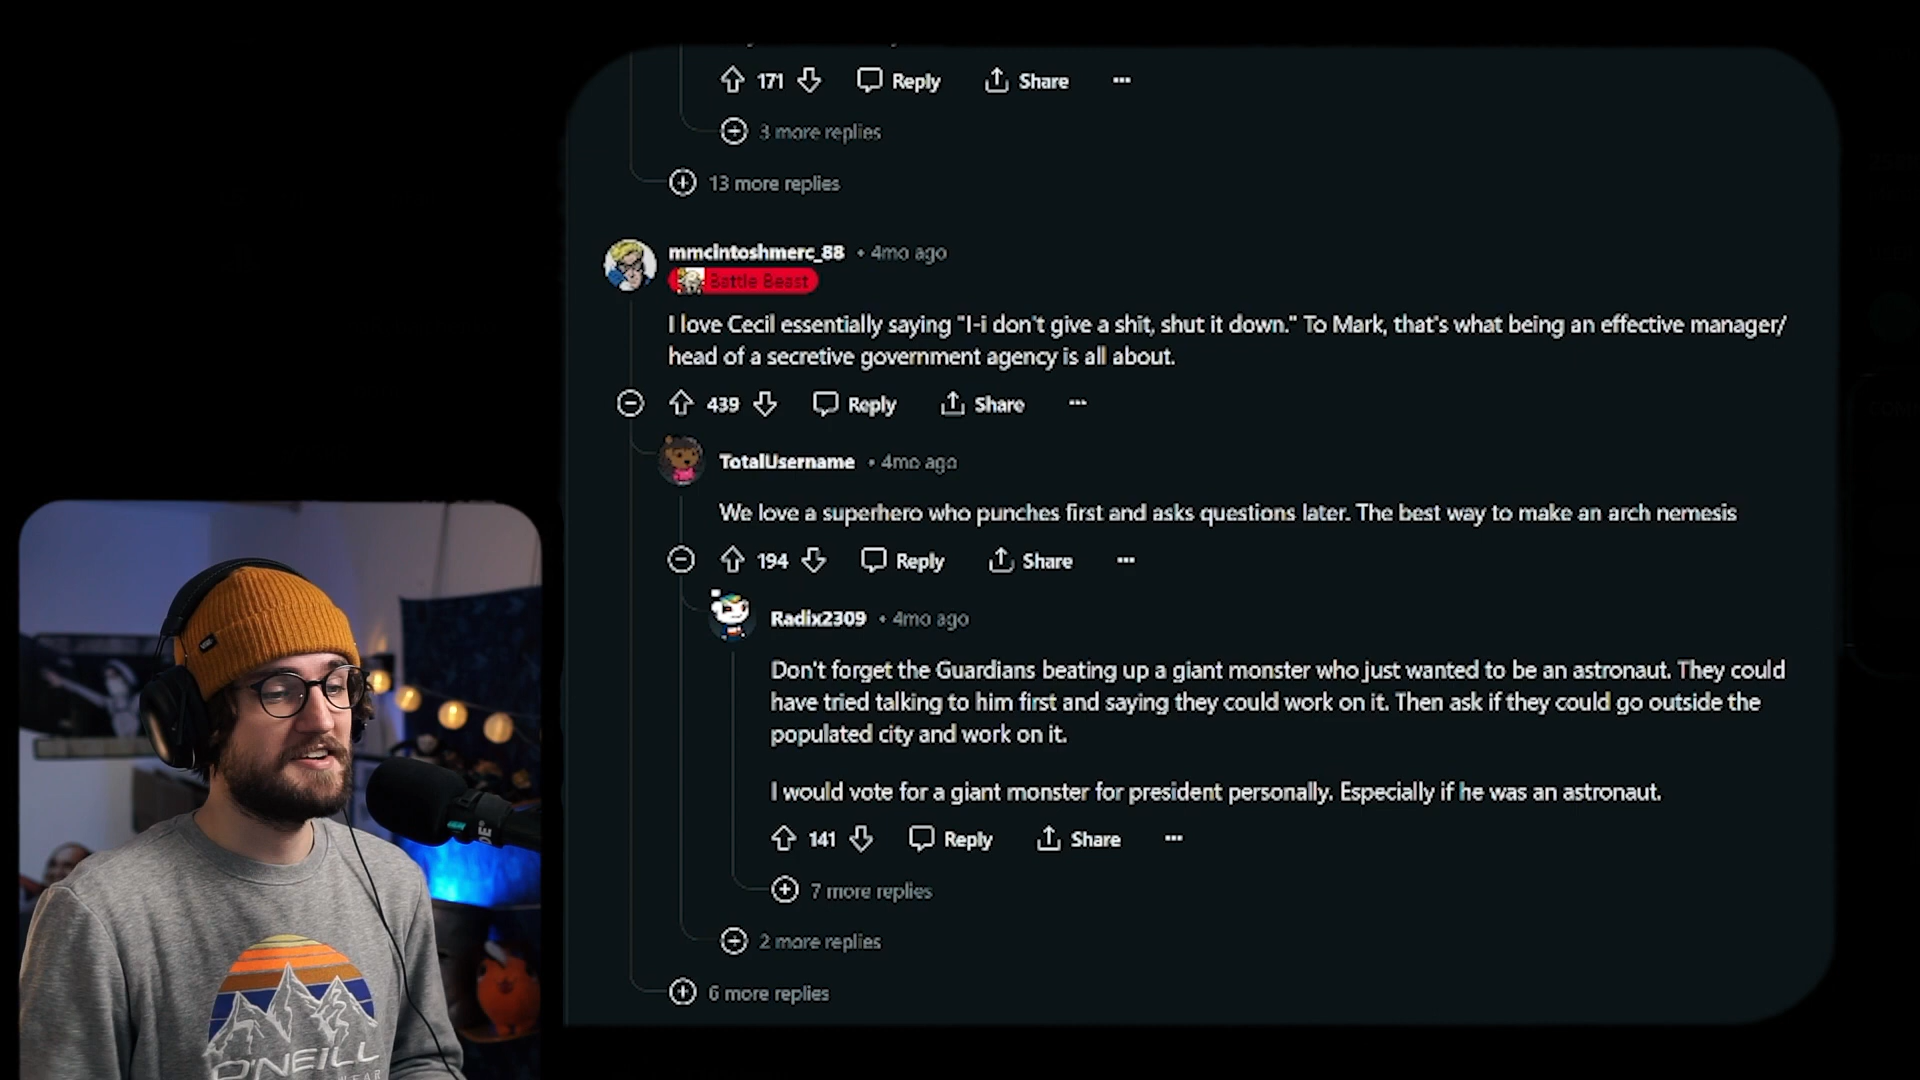 171 Reply Share
3 more replies
13 more replies
mmcintoshmerc_88 • 4mo ago
Battle Beast
I love Cecil essentially saying "I-i don't give a shit, shut it down." To Mark, that's what being an effective manager/
head of a secretive government agency is all about.
439 Reply Share
TotalUsername • 4mo ago
We love a superhero who punches first and asks questions later. The best way to make an arch nemesis
194 Reply Share
Radix2309 • 4mo ago
Don't forget the Guardians beating up a giant monster who just wanted to be an astronaut. They could
have tried talking to him first and saying they could work on it. Then ask if they could go outside the
populated city and work on it.
I would vote for a giant monster for president personally. Especially if he was an astronaut.
141 Reply Share
7 more replies
2 more replies
6 more replies
O'NEILL